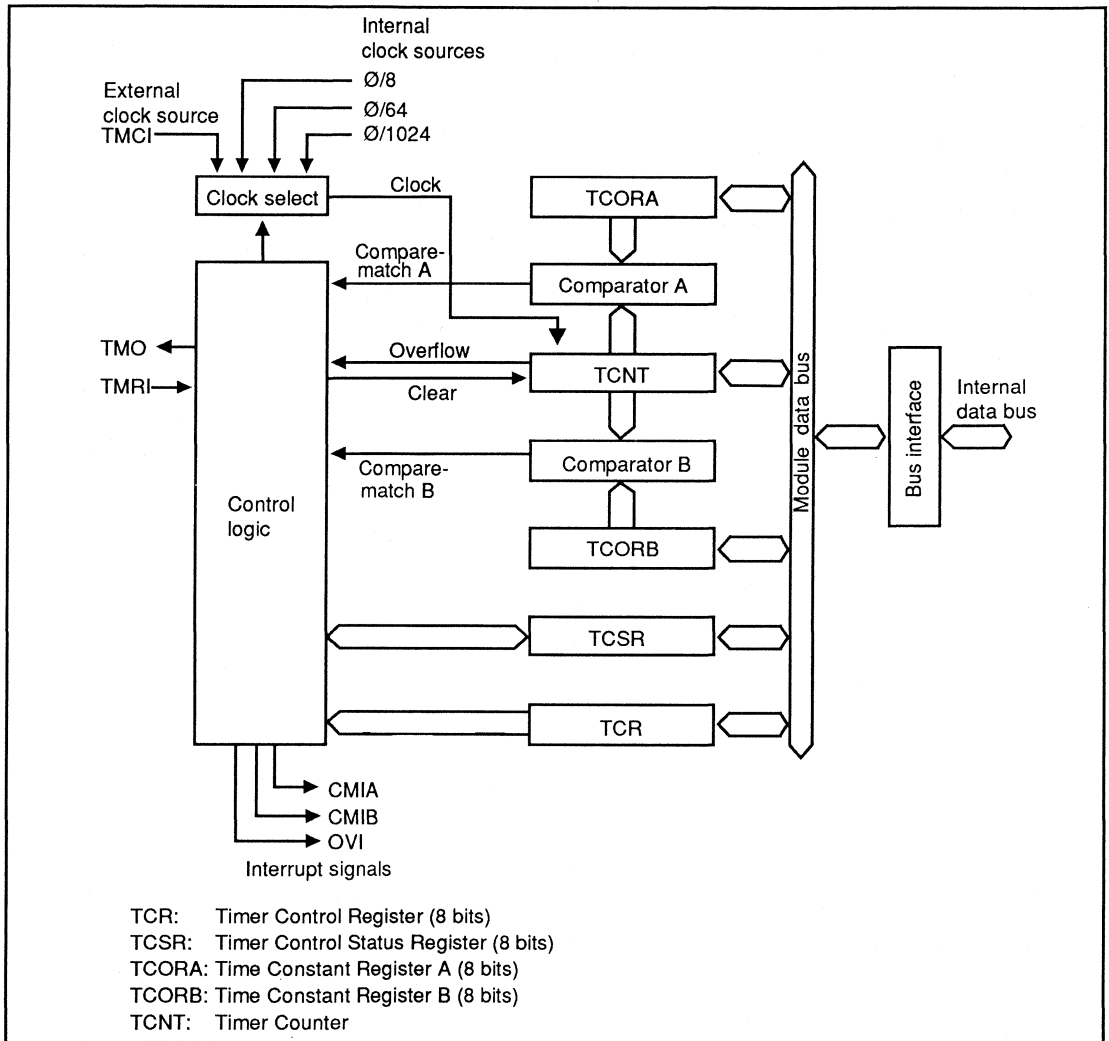 Internal
clock sources
Ø/8
External
clock source
Ø/64
TMCI
Ø/1024
Clock select
Clock
TCORA
Compare-
match A
Comparator A
TMO
Overflow
TCNT
TMRI
Clear
Module data bus
Bus interface
Internal
data bus
Compare-
match B
Comparator B
Control
logic
TCORB
TCSR
TCR
CMIA
CMIB
OVI
Interrupt signals
TCR: Timer Control Register (8 bits)
TCSR: Timer Control Status Register (8 bits)
TCORA: Time Constant Register A (8 bits)
TCORB: Time Constant Register B (8 bits)
TCNT: Timer Counter